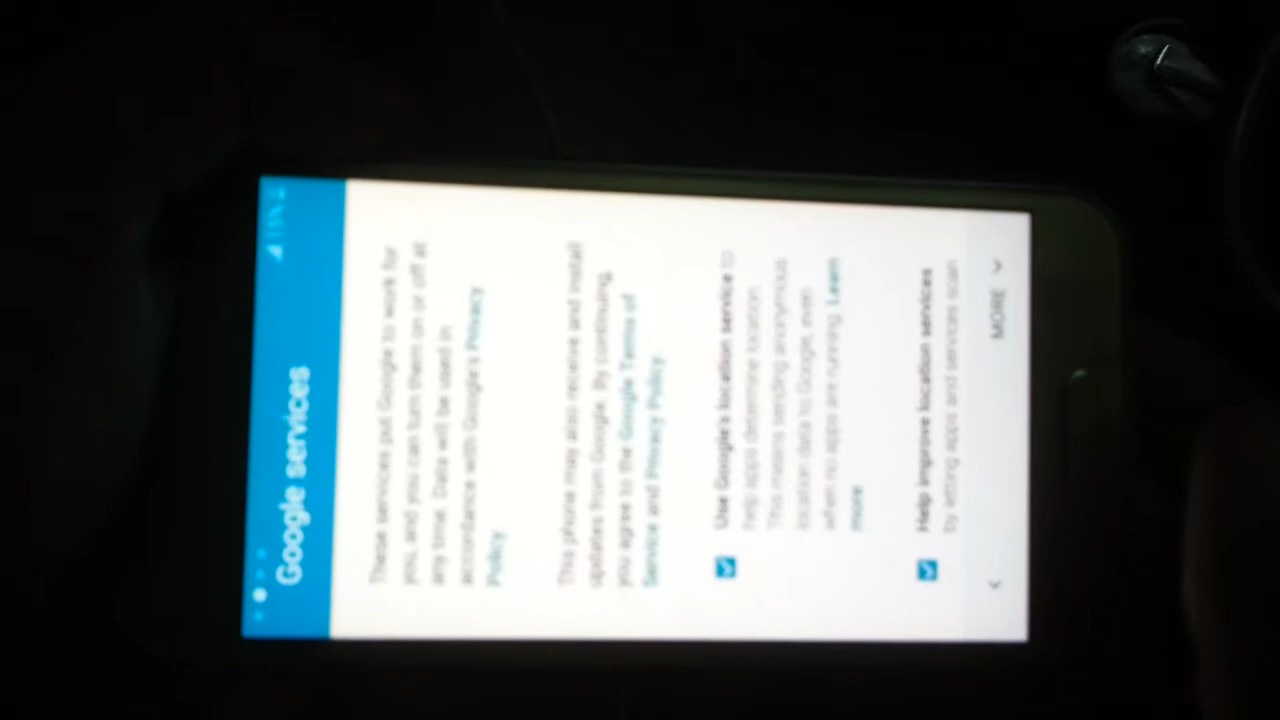 Google services
These services put Google to work for
you, and you can turn them on or off at
any time. Data will be used in
accordance with Google's Privacy
Policy.
This phone may also receive and install
updates from Google. By continuing,
you agree to the Google Terms of
Service and Privacy Policy.
Use Google's location service to
help apps determine location.
This means sending anonymous
location data to Google, even
when no apps are running. Learn
more
Help improve location services
by letting apps and services scan
MORE